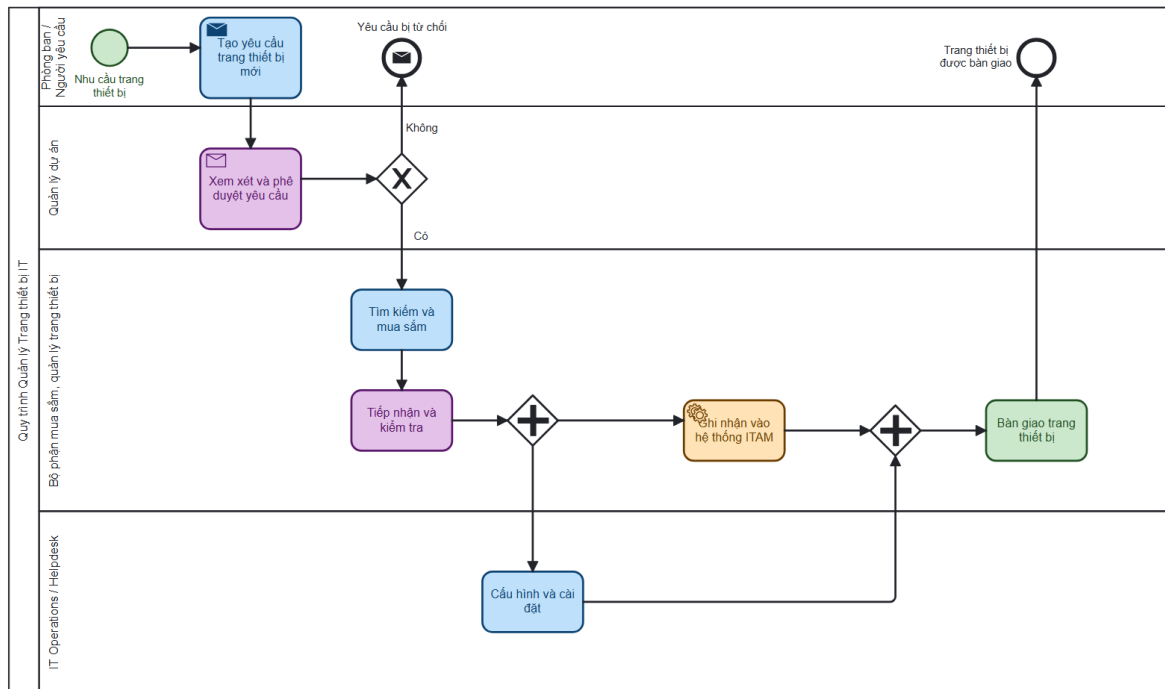 Quy trình Quản lý Trang thiết bị IT
Phòng ban /
Người yêu cầu
Nhu cầu trang
thiết bị
Tạo yêu cầu
trang thiết bị
mới
Yêu cầu bị từ chối
Trang thiết bị
được bàn giao
Quản lý dự án
Xem xét và phê
duyệt yêu cầu
Không
Có
Bộ phận mua sắm, quản lý trang thiết bị
Tìm kiếm và
mua sắm
Tiếp nhận và
kiểm tra
Ghi nhận vào
hệ thống ITAM
Bàn giao trang
thiết bị
IT Operations / Helpdesk
Cấu hình và cài
đặt